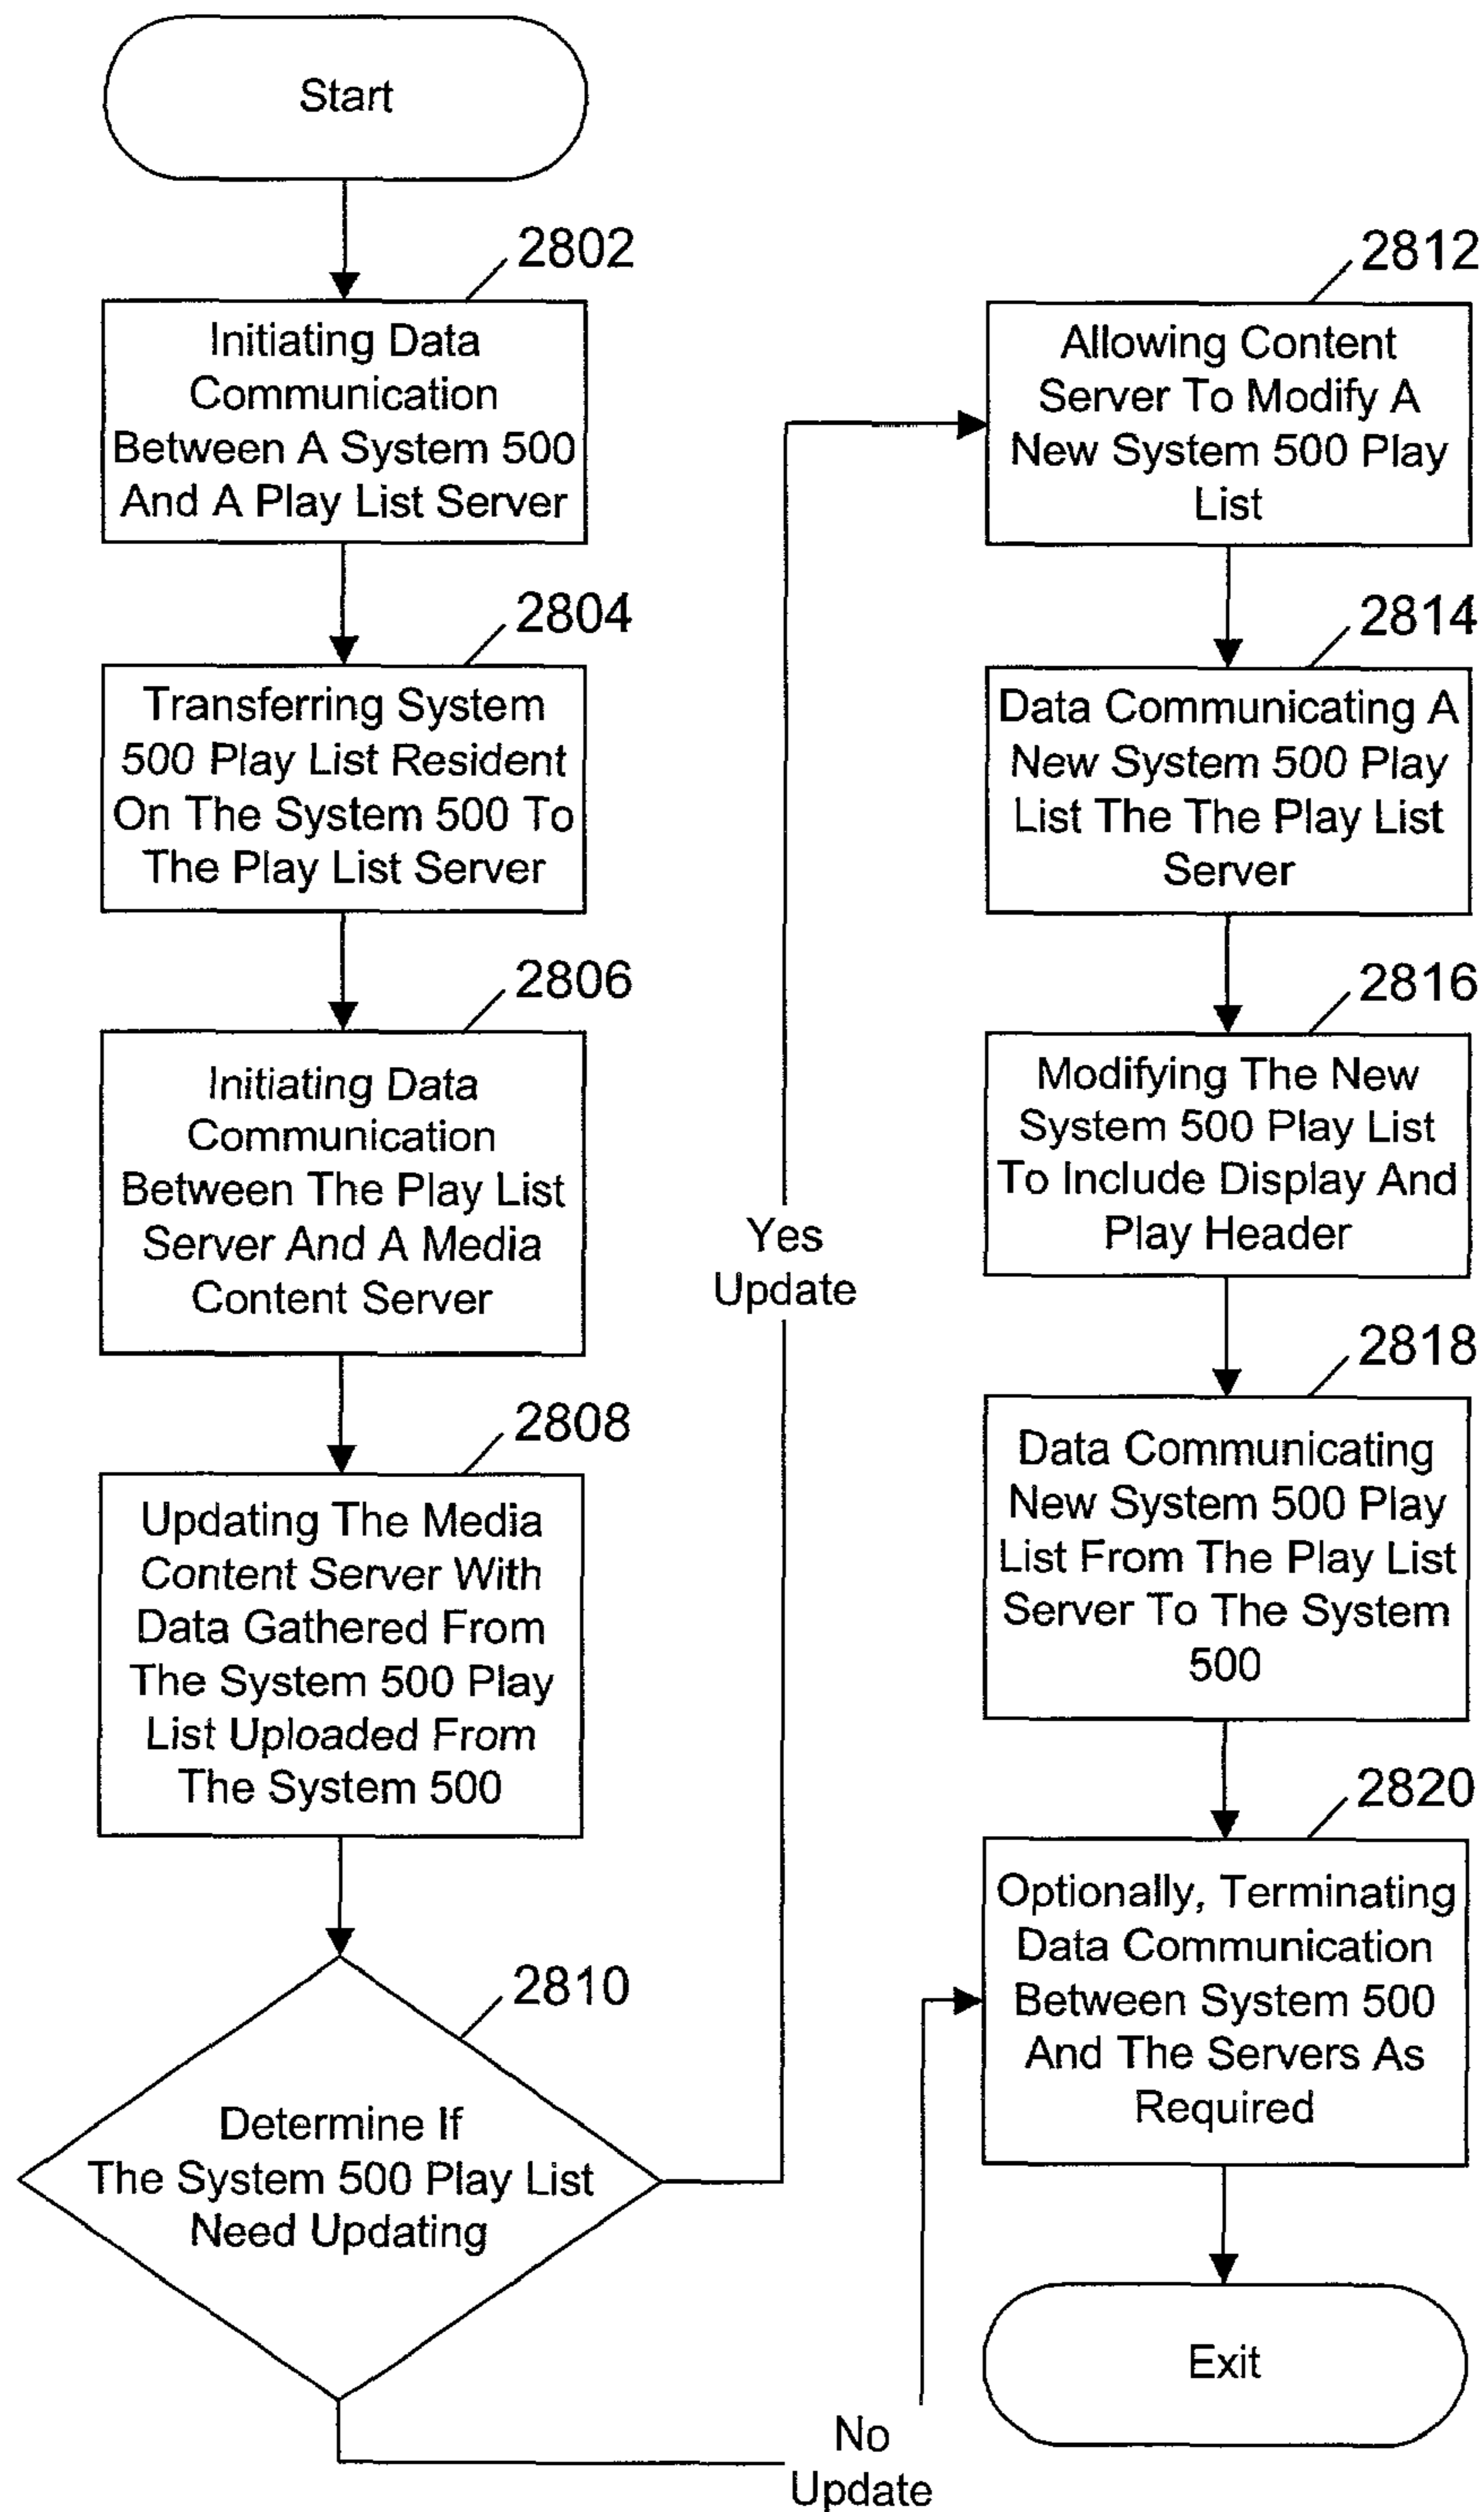 Start
2802
Initiating Data
Communication
Between A System 500
And A Play List Server
2804
Transferring System
500 Play List Resident
On The System 500 To
The Play List Server
2806
Initiating Data
Communication
Between The Play List
Server And A Media
Content Server
2808
Updating The Media
Content Server With
Data Gathered From
The System 500 Play
List Uploaded From
The System 500
2810
Determine If
The System 500 Play List
Need Updating
Yes
Update
No
Update
2812
Allowing Content
Server To Modify A
New System 500 Play
List
2814
Data Communicating A
New System 500 Play
List The The Play List
Server
2816
Modifying The New
System 500 Play List
To Include Display And
Play Header
2818
Data Communicating
New System 500 Play
List From The Play List
Server To The System
500
2820
Optionally, Terminating
Data Communication
Between System 500
And The Servers As
Required
Exit